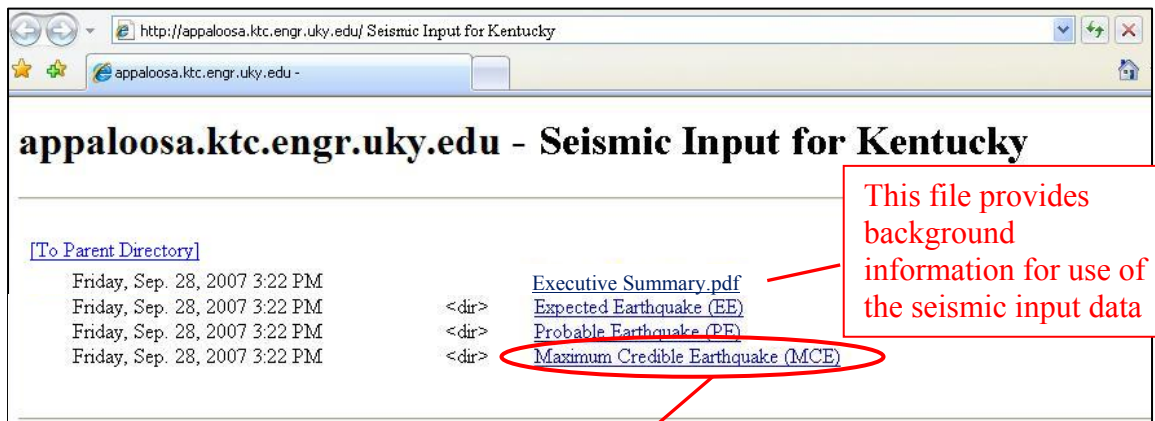 http://appaloosa.ktc.engr.uky.edu/ Seismic Input for Kentucky
appaloosa.ktc.engr.uky.edu -
appaloosa.ktc.engr.uky.edu - Seismic Input for Kentucky
This file provides
background
information for use of
the seismic input data
[To Parent Directory]
Friday, Sep. 28, 2007 3:22 PM Executive Summary.pdf
Friday, Sep. 28, 2007 3:22 PM <dir> Expected Earthquake (EE)
Friday, Sep. 28, 2007 3:22 PM <dir> Probable Earthquake (PE)
Friday, Sep. 28, 2007 3:22 PM <dir> Maximum Credible Earthquake (MCE)